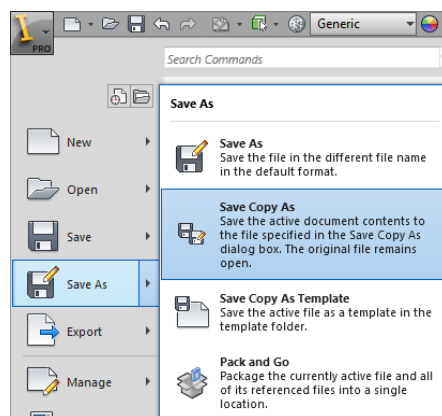 PRO
Generic
Search Commands
Save As
New
Open
Save
Save As
Export
Manage
Save As
Save the file in the different file name
in the default format.
Save Copy As
Save the active document contents to
the file specified in the Save Copy As
dialog box. The original file remains
open.
Save Copy As Template
Save the active file as a template in the
template folder.
Pack and Go
Package the currently active file and all
of its referenced files into a single
location.